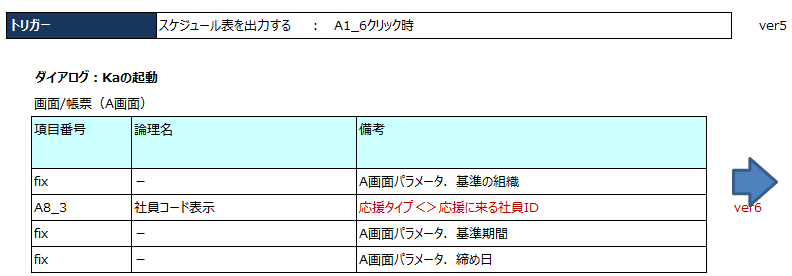 トリガー スケジュール表を出力する ： A1_6クリック時 ver5
ダイアログ：Kaの起動
画面/帳票（A画面）
項目番号 論理名 備考
fix － A画面パラメータ．基準の組織
A8_3 社員コード表示 応援タイプ＜＞応援に来る社員ID ver6
fix － A画面パラメータ．基準期間
fix － A画面パラメータ．締め日